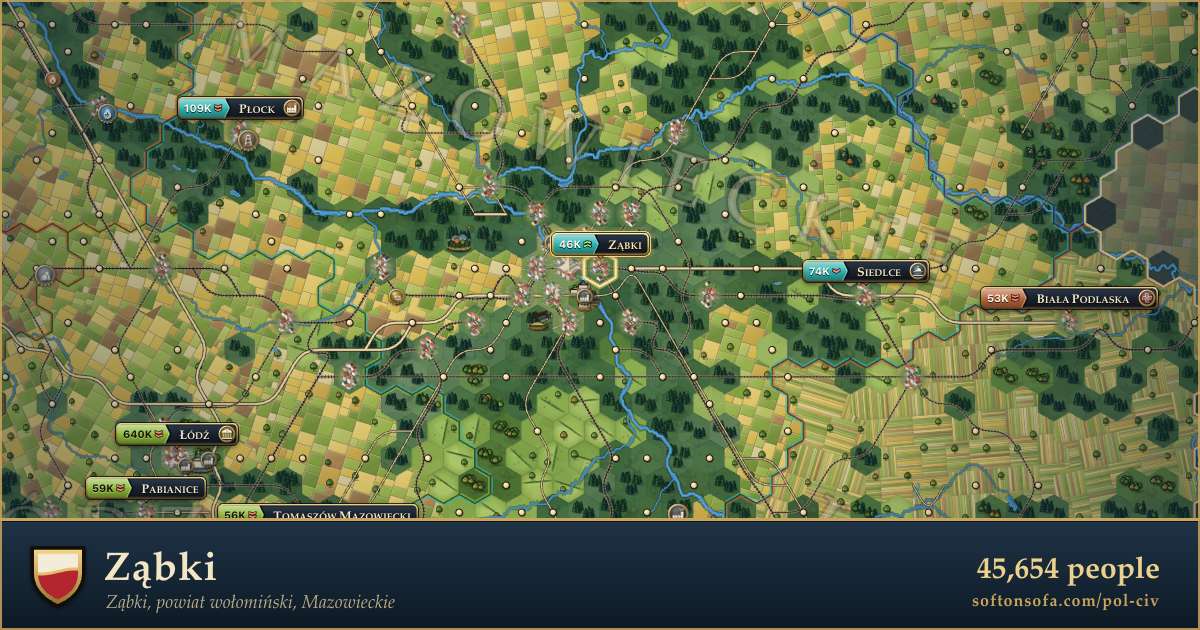 MAZOWIECKIE
109K PŁOCK
46K ZĄBKI
74K SIEDLCE
53K BIAŁA PODLASKA
640K ŁÓDŹ
59K PABIANICE
56K TOMASZÓW MAZOWIECKI
Ząbki
Ząbki, powiat wołomiński, Mazowieckie
45,654 people
softonsofa.com/pol-civ